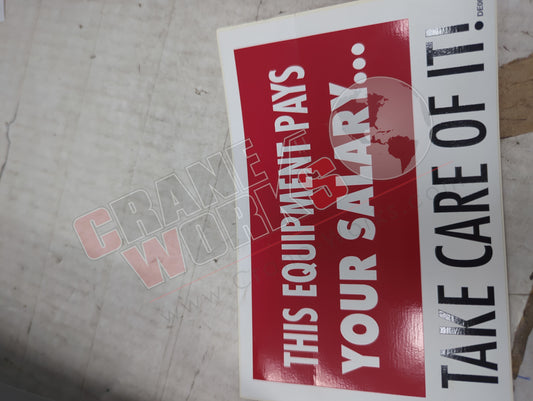 THIS EQUIPMENT PAYS
YOUR SALARY...
TAKE CARE OF IT!
CRANE
WORKS